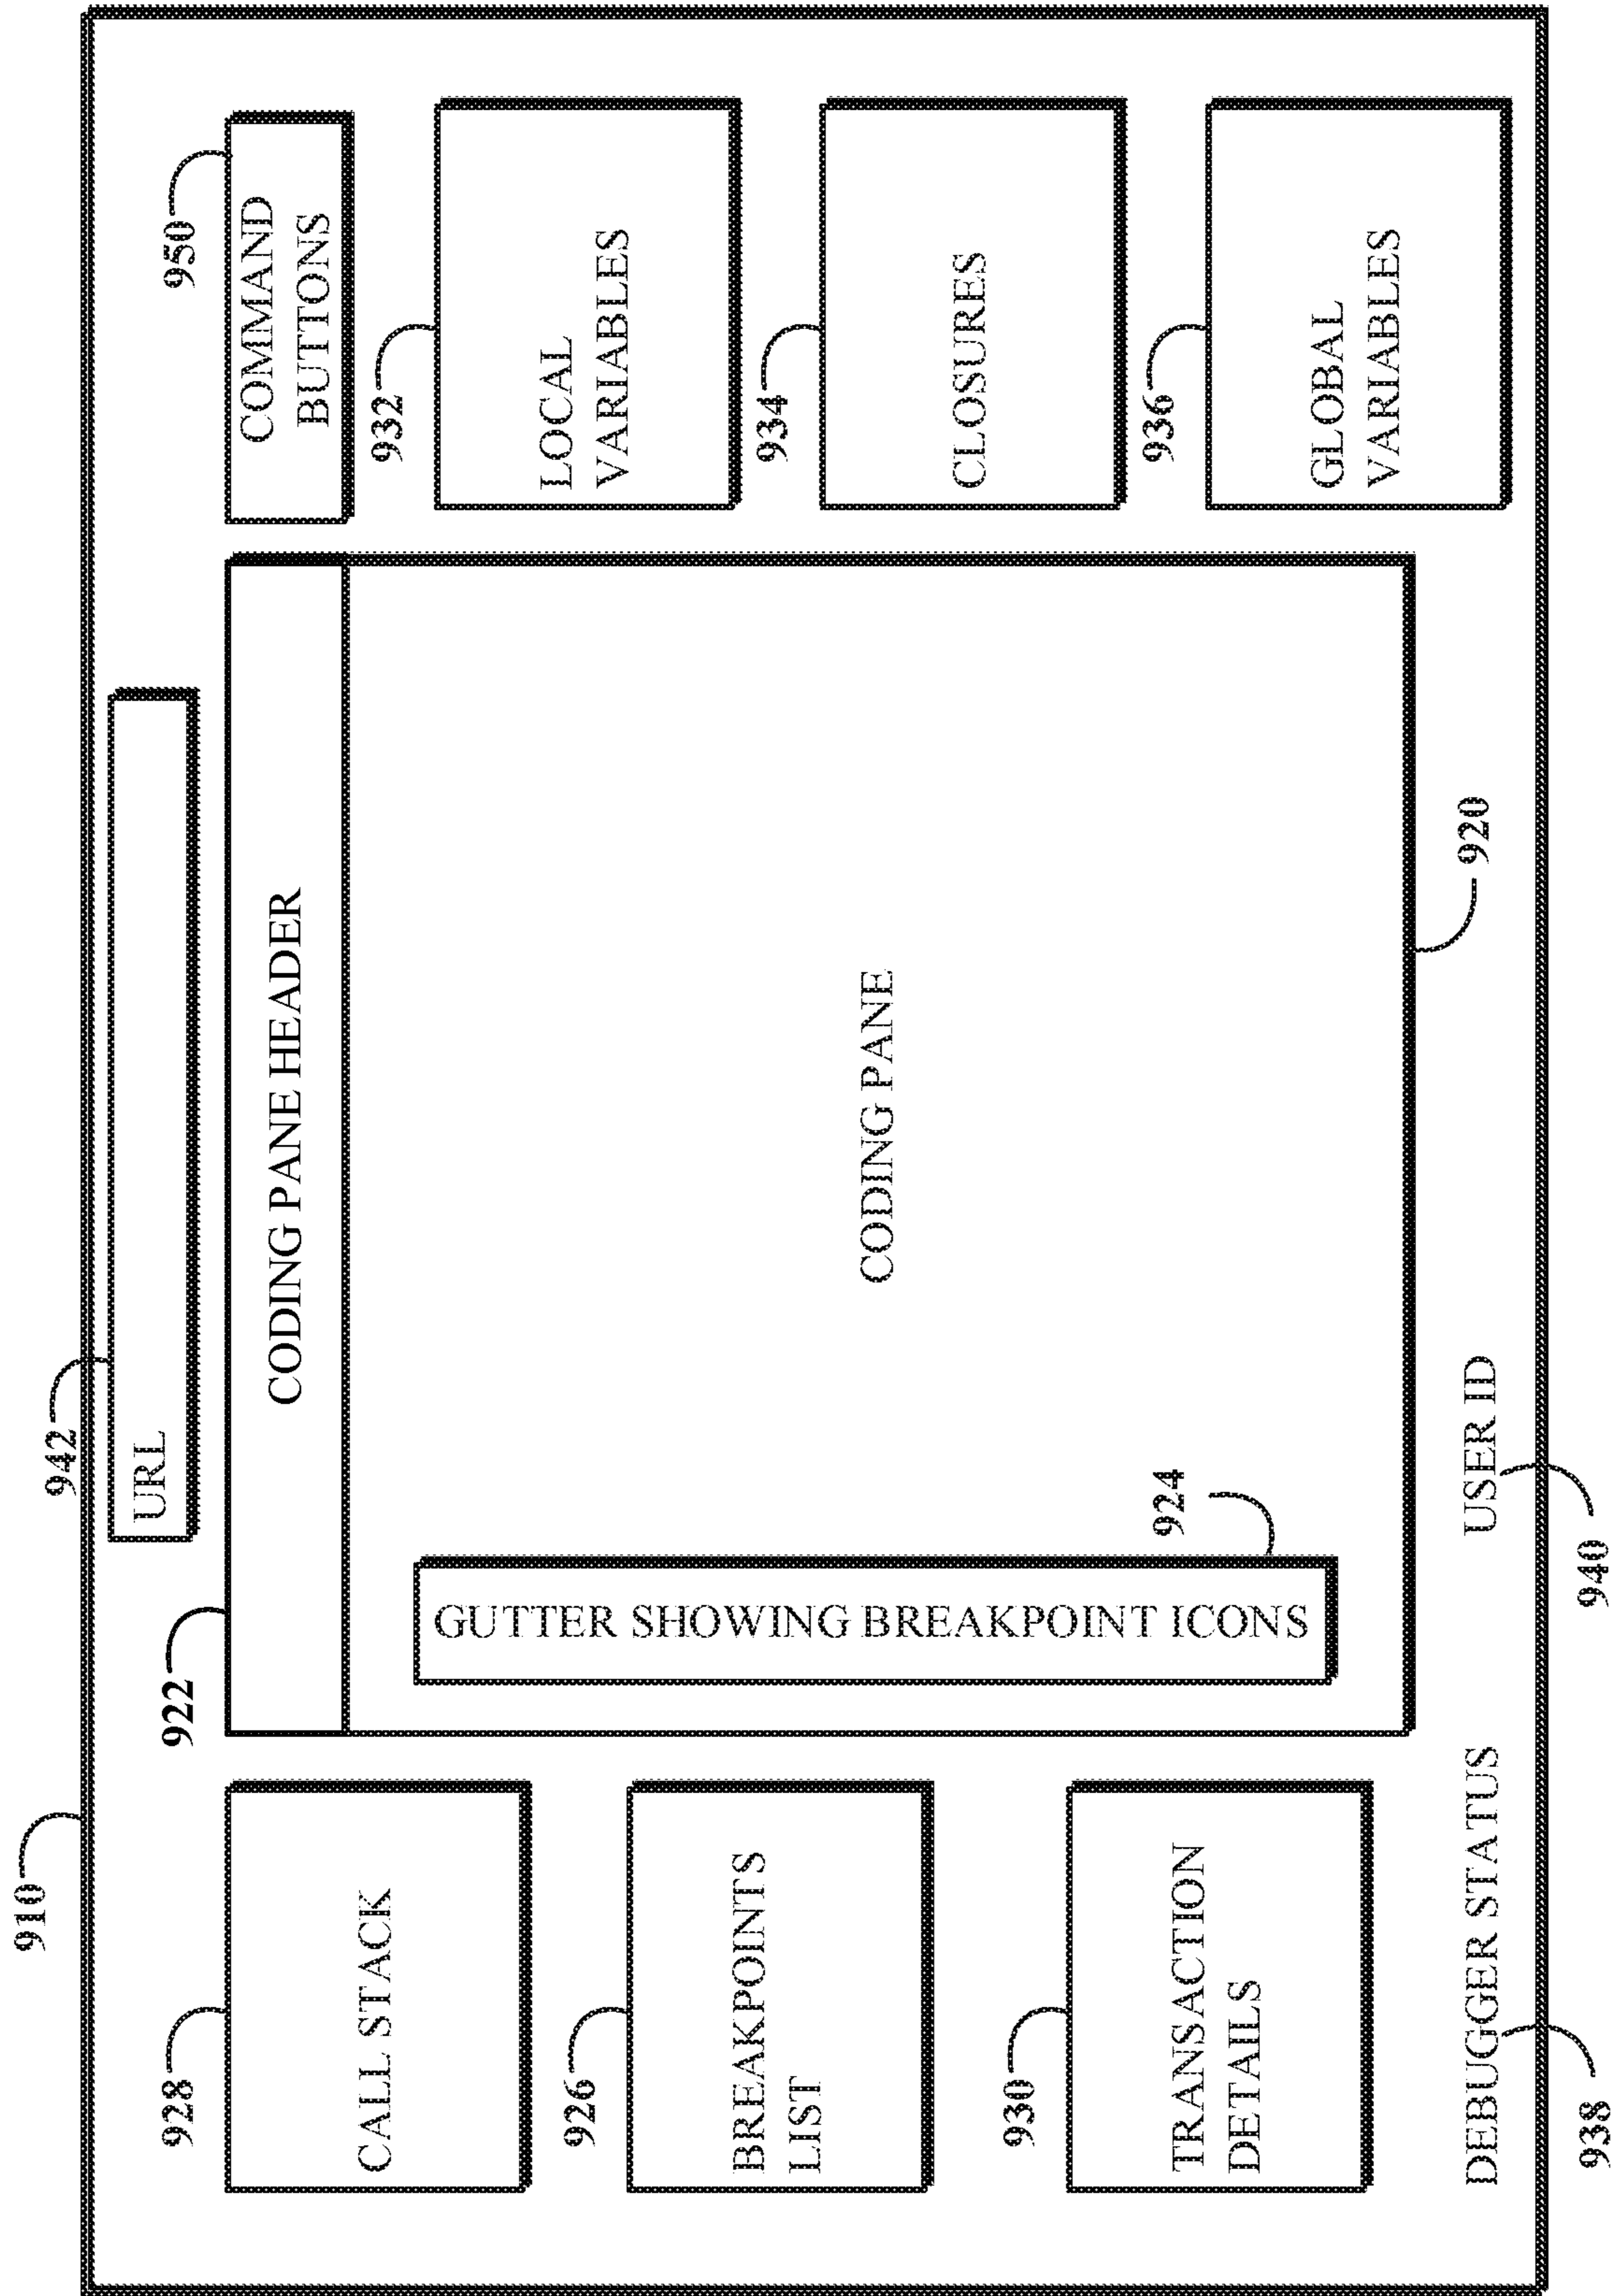 910
942
URL
922
CODING PANE HEADER
950
COMMAND
BUTTONS
928
CALL STACK
932
LOCAL
VARIABLES
926
BREAKPOINTS
LIST
924
GUTTER SHOWING BREAKPOINT ICONS
CODING PANE
934
CLOSURES
930
TRANSACTION
DETAILS
936
GLOBAL
VARIABLES
920
DEBUGGER STATUS
USER ID
938
940